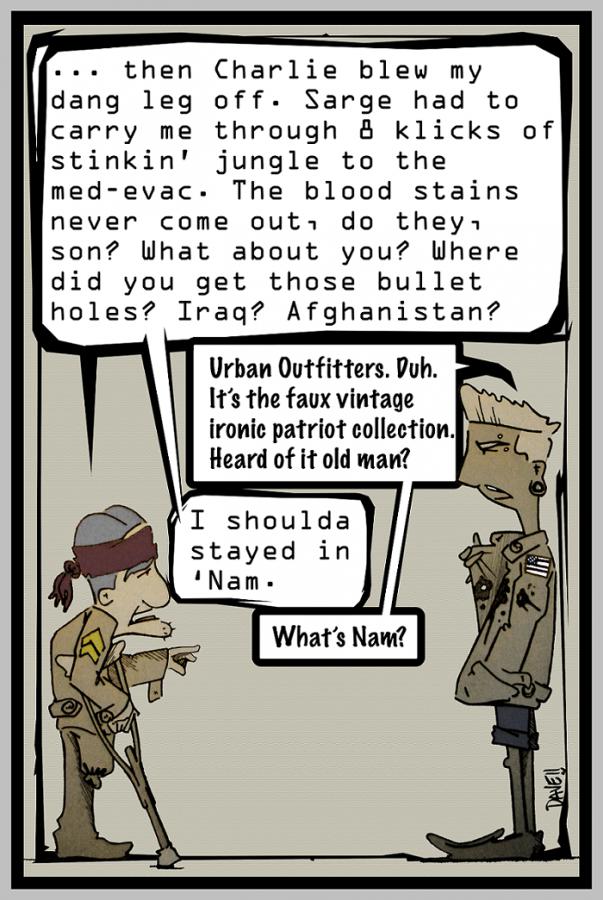 ... then Charlie blew my
dang leg off. Sarge had to
carry me through 8 klicks of
stinkin' jungle to the
med-evac. The blood stains
never come out, do they,
son? What about you? Where
did you get those bullet
holes? Iraq? Afghanistan?
Urban Outfitters. Duh.
It's the faux vintage
ironic patriot collection.
Heard of it old man?
I shoulda
stayed in
'Nam.
What's Nam?
DAVE!!